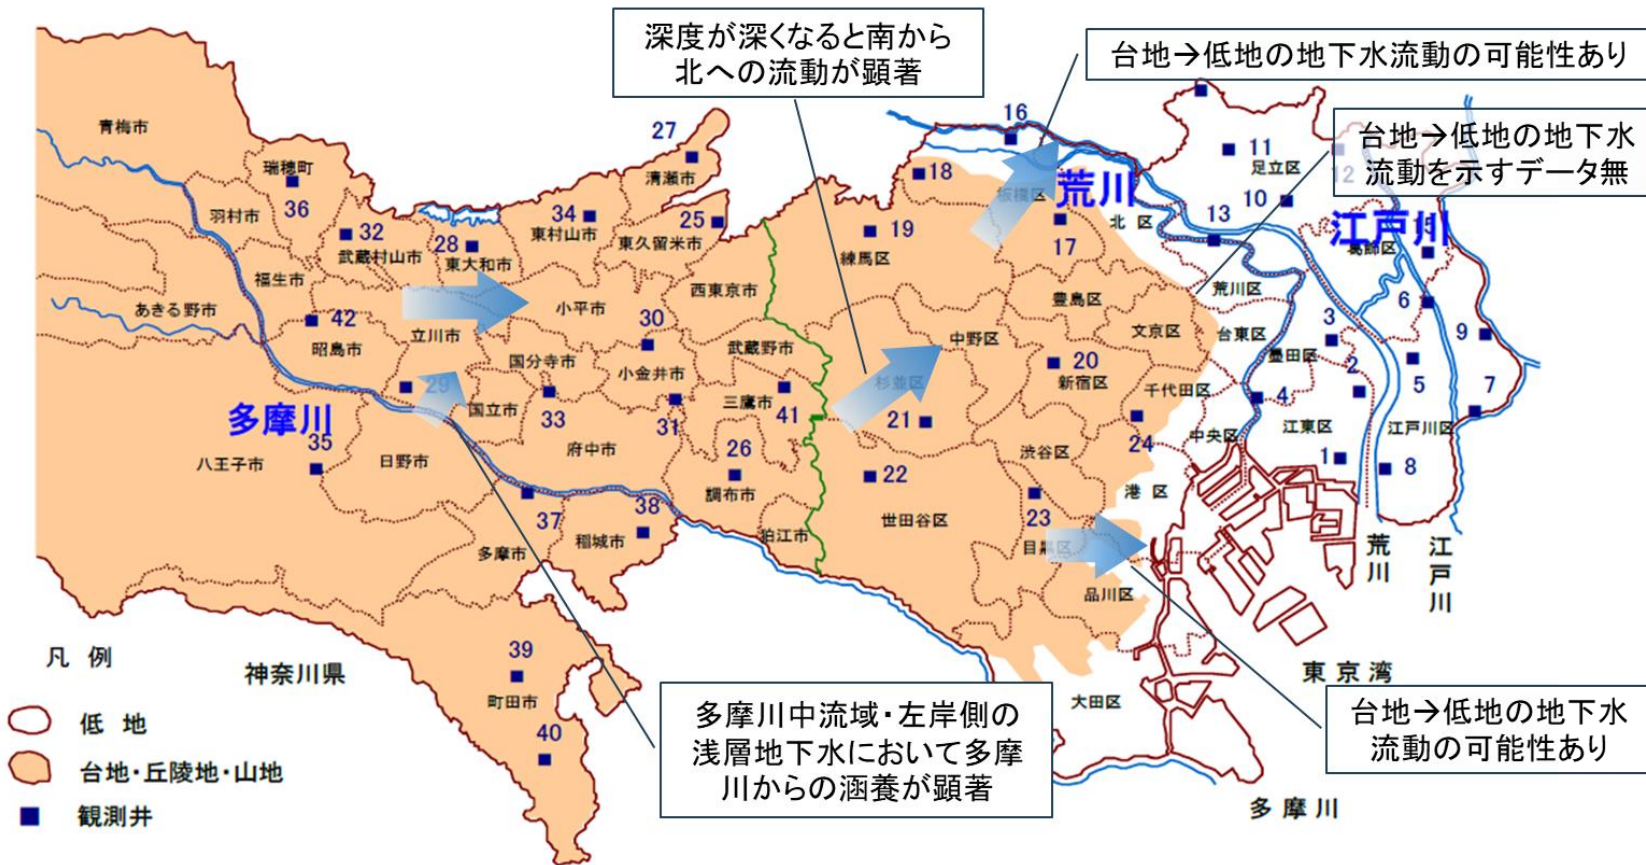 深度が深くなると南から
北への流動が顕著
台地→低地の地下水流動の可能性あり
台地→低地の地下水
流動を示すデータ無
青梅市
瑞穂町
36
羽村市
32
武蔵村山市
福生市
あきる野市
42
昭島市
28
東大和市
34
東村山市
27
清瀬市
25
東久留米市
西東京市
小平市
立川市
29
国立市
国分寺市
33
30
小金井市
31
武蔵野市
三鷹市
41
府中市
26
調布市
狛江市
多摩川
35
八王子市
日野市
37
多摩市
38
稲城市
39
町田市
40
16
18
板橋区
荒川
17
北区
19
練馬区
豊島区
文京区
中野区
杉並区
21
20
新宿区
千代田区
24
中央区
渋谷区
22
世田谷区
23
目黒区
港区
品川区
大田区
11
足立区
12
10
13
江戸川
葛飾区
荒川区
台東区
3
墨田区
2
4
6
9
5
7
江東区
1
江戸川区
8
荒川
江戸川
東京湾
多摩川
神奈川県
凡例
低地
台地・丘陵地・山地
観測井
多摩川中流域・左岸側の
浅層地下水において多摩
川からの涵養が顕著
台地→低地の地下水
流動の可能性あり